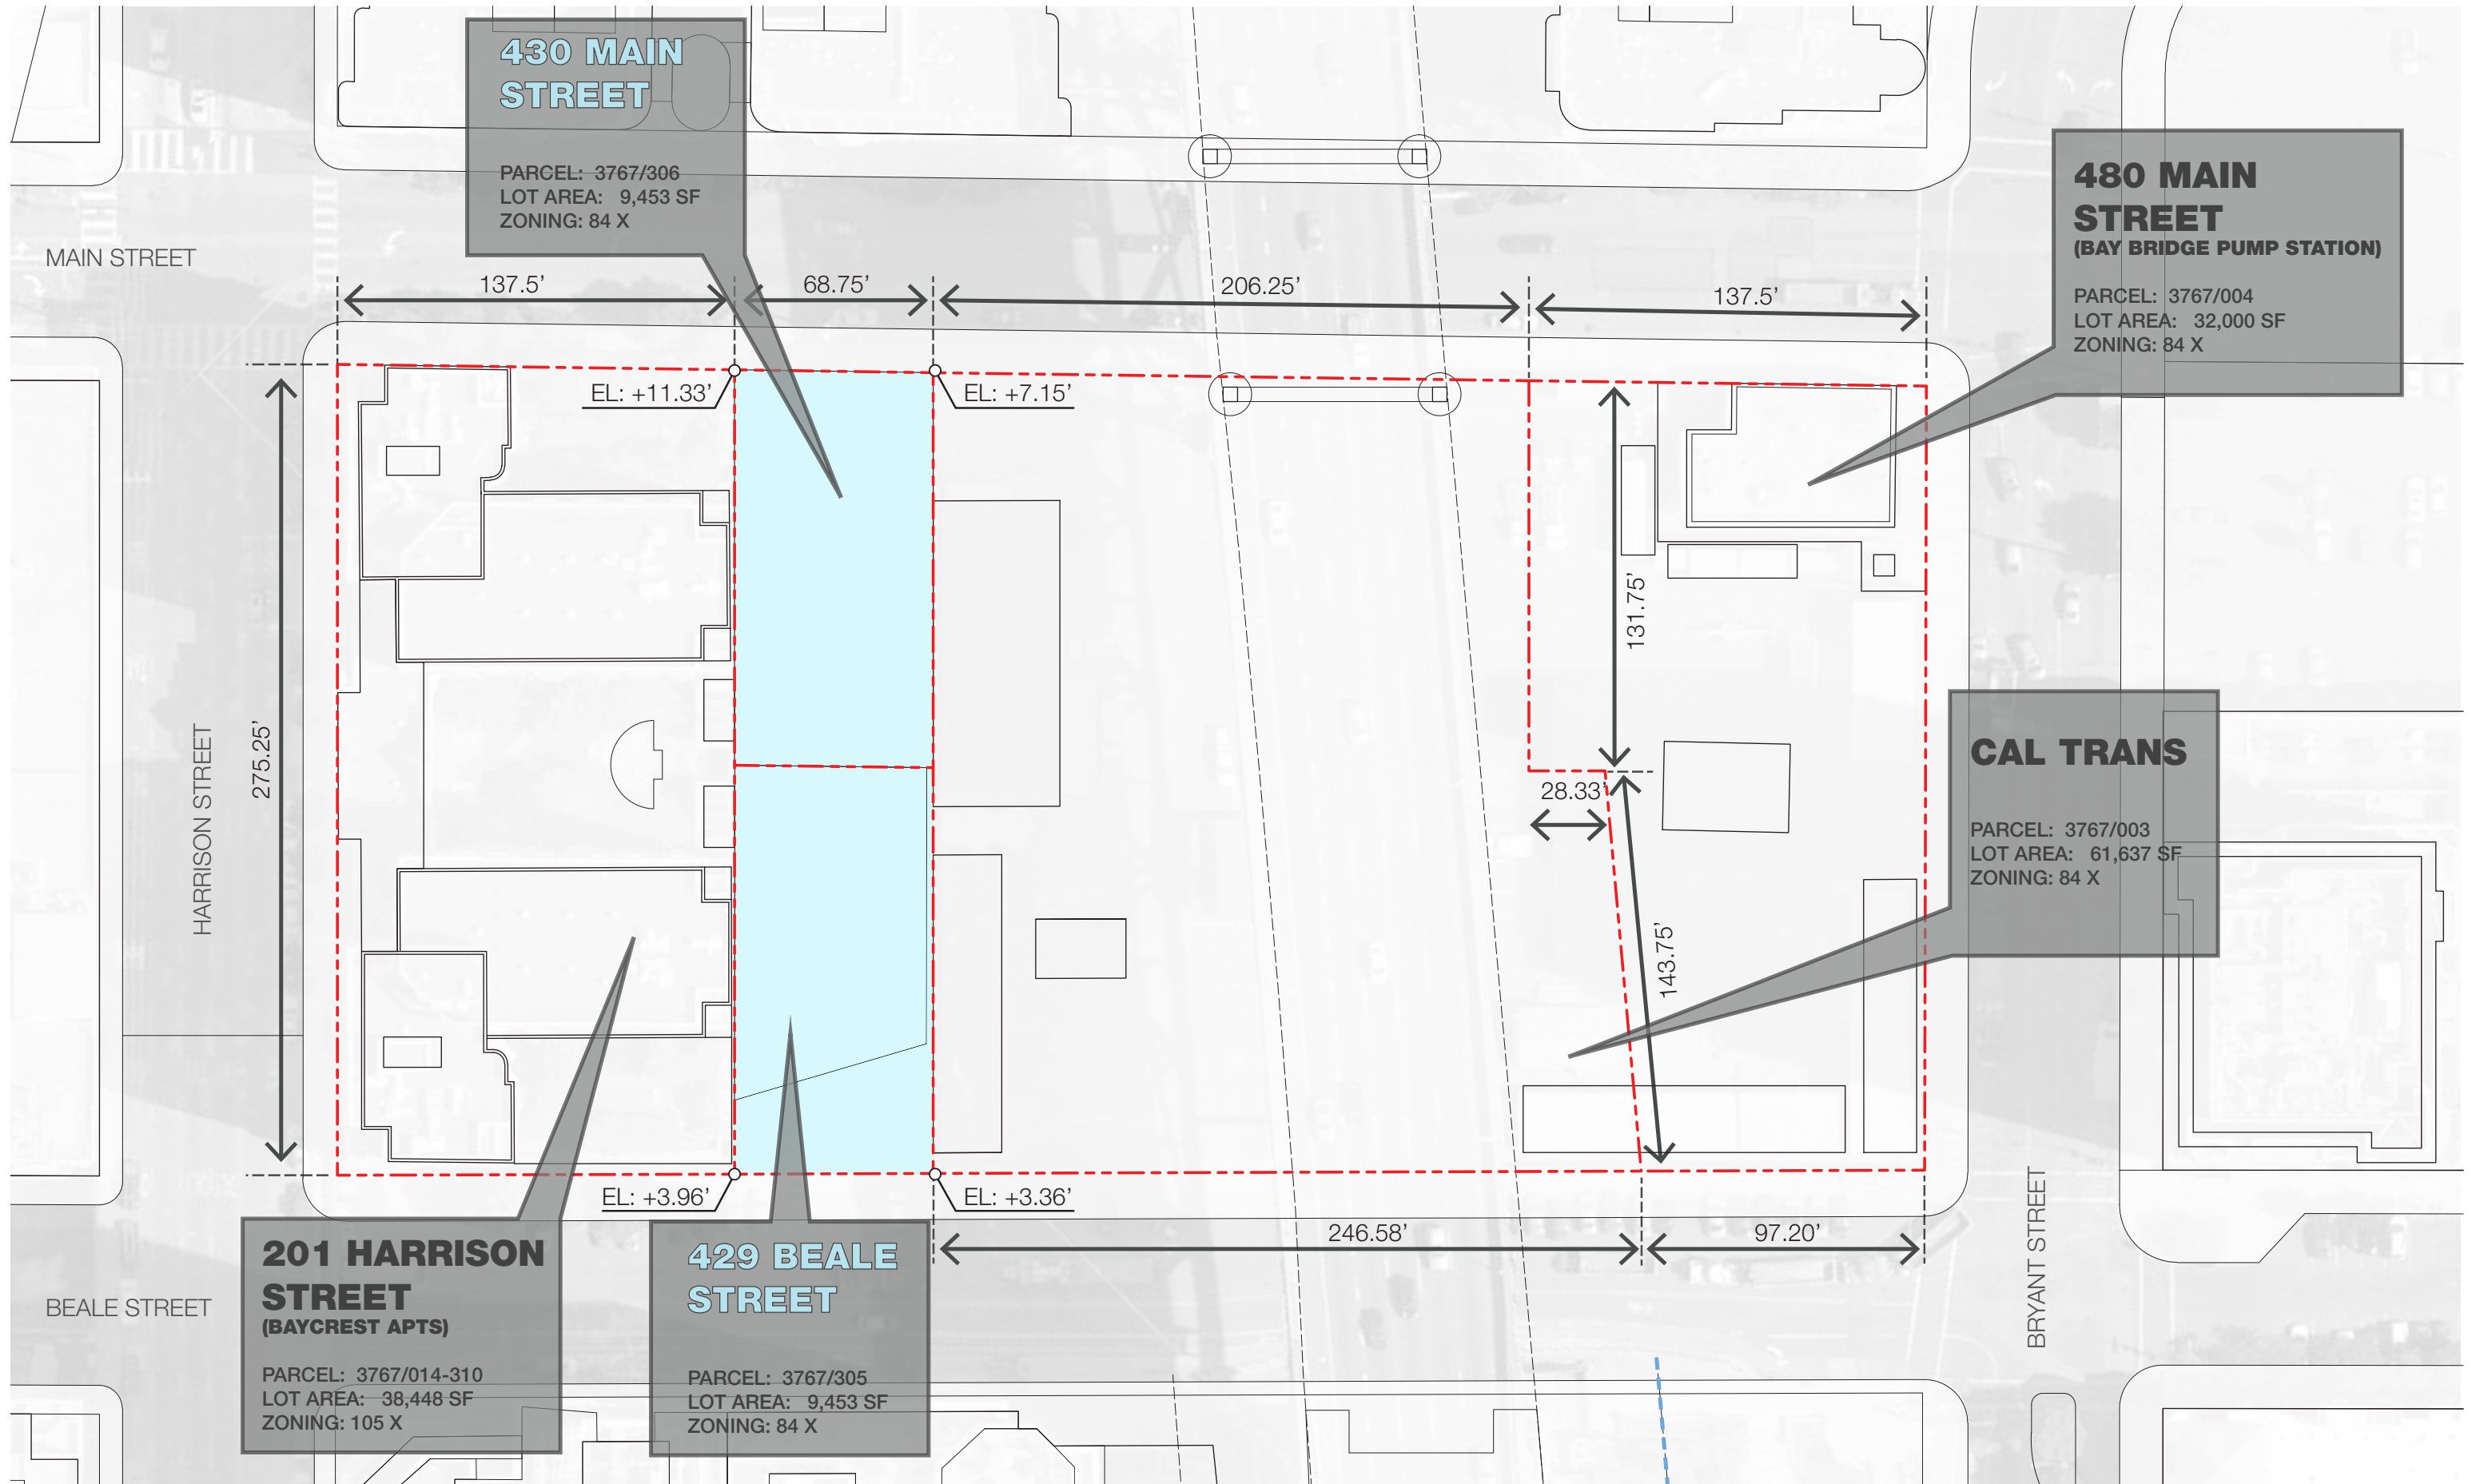 430 MAIN
STREET
PARCEL: 3767/306
LOT AREA: 9,453 SF
ZONING: 84 X
480 MAIN
STREET
(BAY BRIDGE PUMP STATION)
PARCEL: 3767/004
LOT AREA: 32,000 SF
ZONING: 84 X
MAIN STREET
137.5’
68.75’
206.25’
137.5’
EL: +11.33’
EL: +7.15’
131.75’
275.25’
HARRISON STREET
28.33’
143.75’
CAL TRANS
PARCEL: 3767/003
LOT AREA: 61,637 SF
ZONING: 84 X
EL: +3.96’
EL: +3.36’
246.58’
97.20’
BRYANT STREET
BEALE STREET
201 HARRISON
STREET
(BAYCREST APTS)
PARCEL: 3767/014-310
LOT AREA: 38,448 SF
ZONING: 105 X
429 BEALE
STREET
PARCEL: 3767/305
LOT AREA: 9,453 SF
ZONING: 84 X